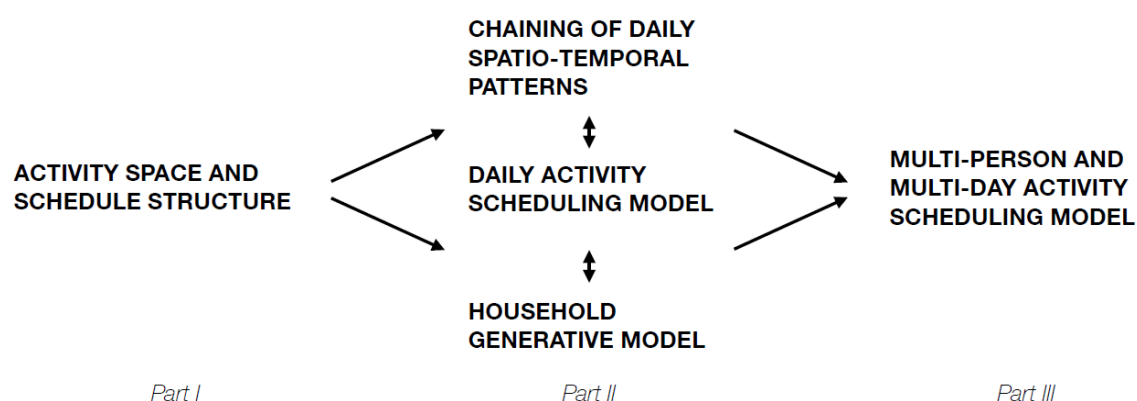 CHAINING OF DAILY
SPATIO-TEMPORAL
PATTERNS
ACTIVITY SPACE AND
SCHEDULE STRUCTURE
DAILY ACTIVITY
SCHEDULING MODEL
MULTI-PERSON AND
MULTI-DAY ACTIVITY
SCHEDULING MODEL
HOUSEHOLD
GENERATIVE MODEL
Part I
Part II
Part III